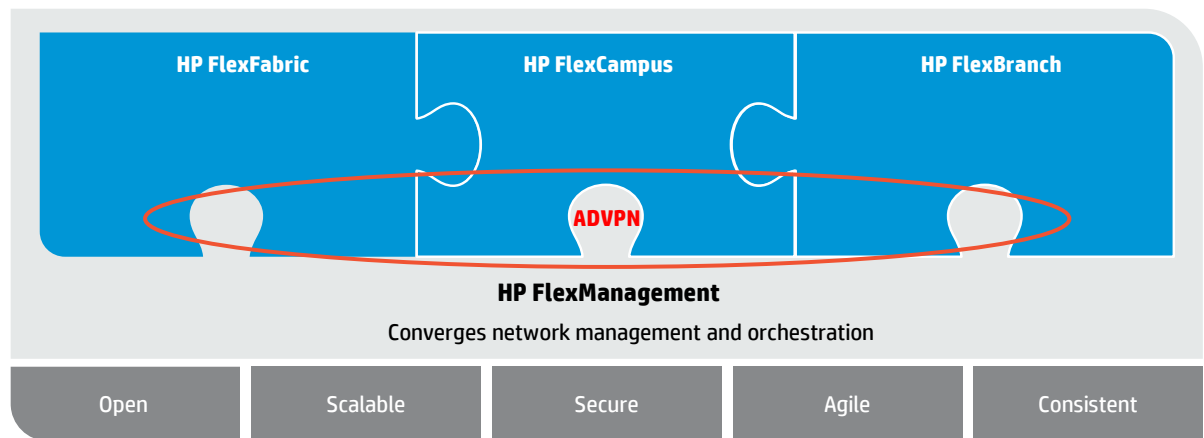 HP FlexFabric
HP FlexCampus
HP FlexBranch
ADVPN
HP FlexManagement
Converges network management and orchestration
Open
Scalable
Secure
Agile
Consistent